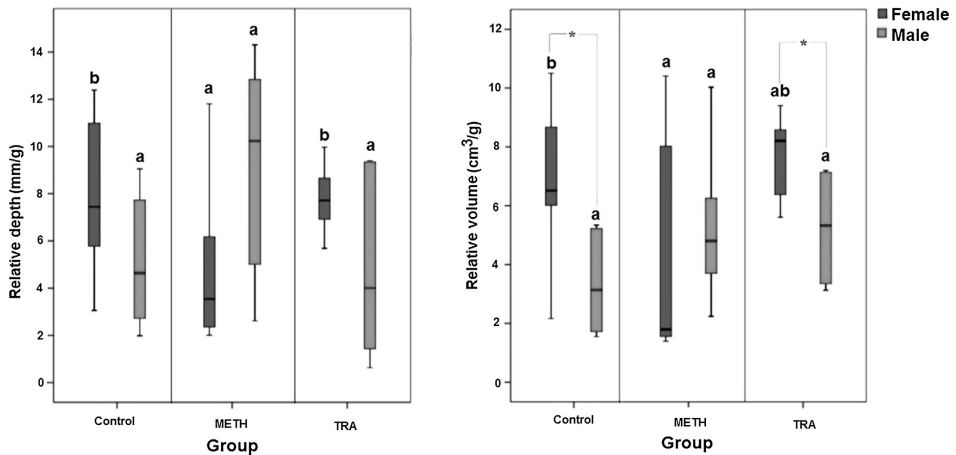 Female
Male
Relative depth (mm/g)
14
12
10
8
6
4
2
0
b
a
a
a
b
a
Control
METH
TRA
Group
Relative volume (cm³/g)
12
10
8
6
4
2
0
*
b
a
a
a
*
ab
a
Control
METH
TRA
Group